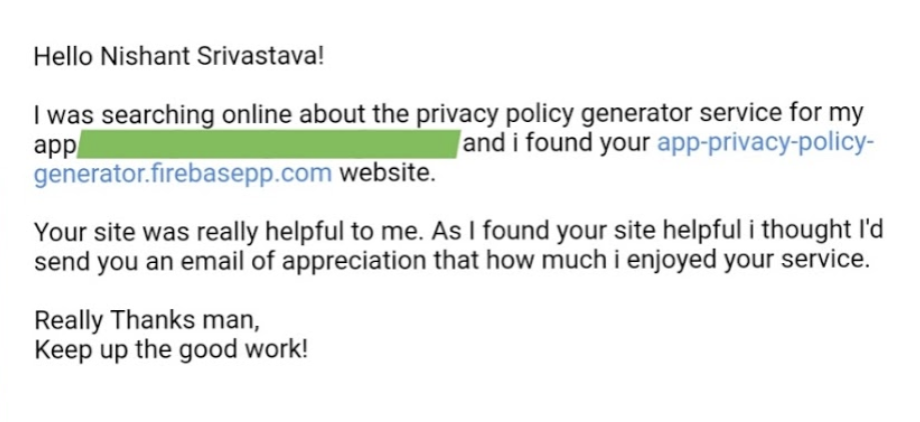 Hello Nishant Srivastava!
I was searching online about the privacy policy generator service for my
app and i found your app-privacy-policy-
generator.firebasepp.com website.
Your site was really helpful to me. As I found your site helpful i thought I'd
send you an email of appreciation that how much i enjoyed your service.
Really Thanks man,
Keep up the good work!